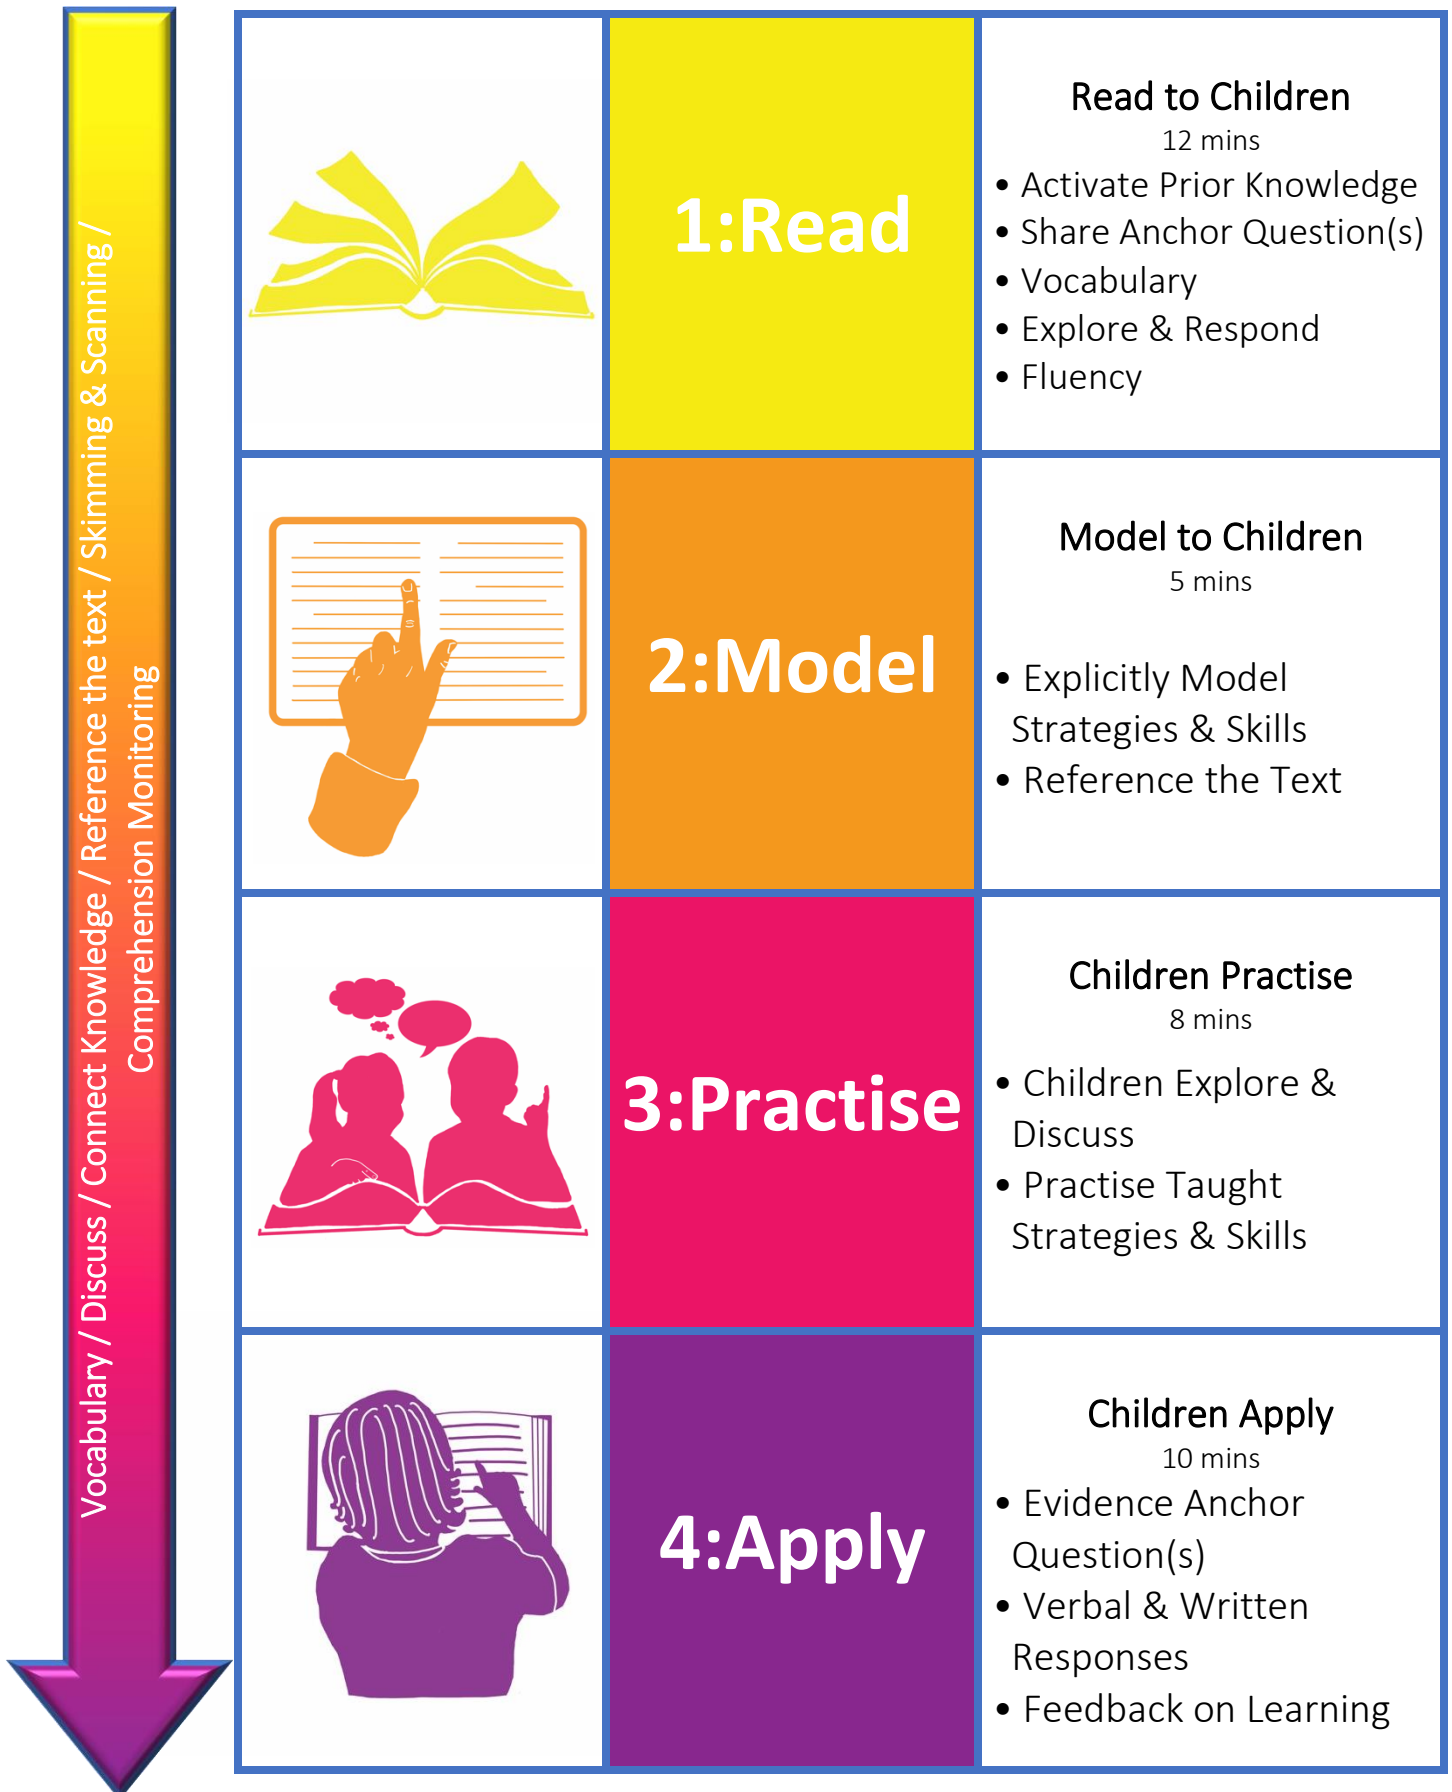 Vocabulary / Discuss / Connect Knowledge / Reference the text / Skimming & Scanning /
Comprehension Monitoring
1:Read
Read to Children
12 mins
• Activate Prior Knowledge
• Share Anchor Question(s)
• Vocabulary
• Explore & Respond
• Fluency
2:Model
Model to Children
5 mins
• Explicitly Model
Strategies & Skills
• Reference the Text
3:Practise
Children Practise
8 mins
• Children Explore &
Discuss
• Practise Taught
Strategies & Skills
4:Apply
Children Apply
10 mins
• Evidence Anchor
Question(s)
• Verbal & Written
Responses
• Feedback on Learning